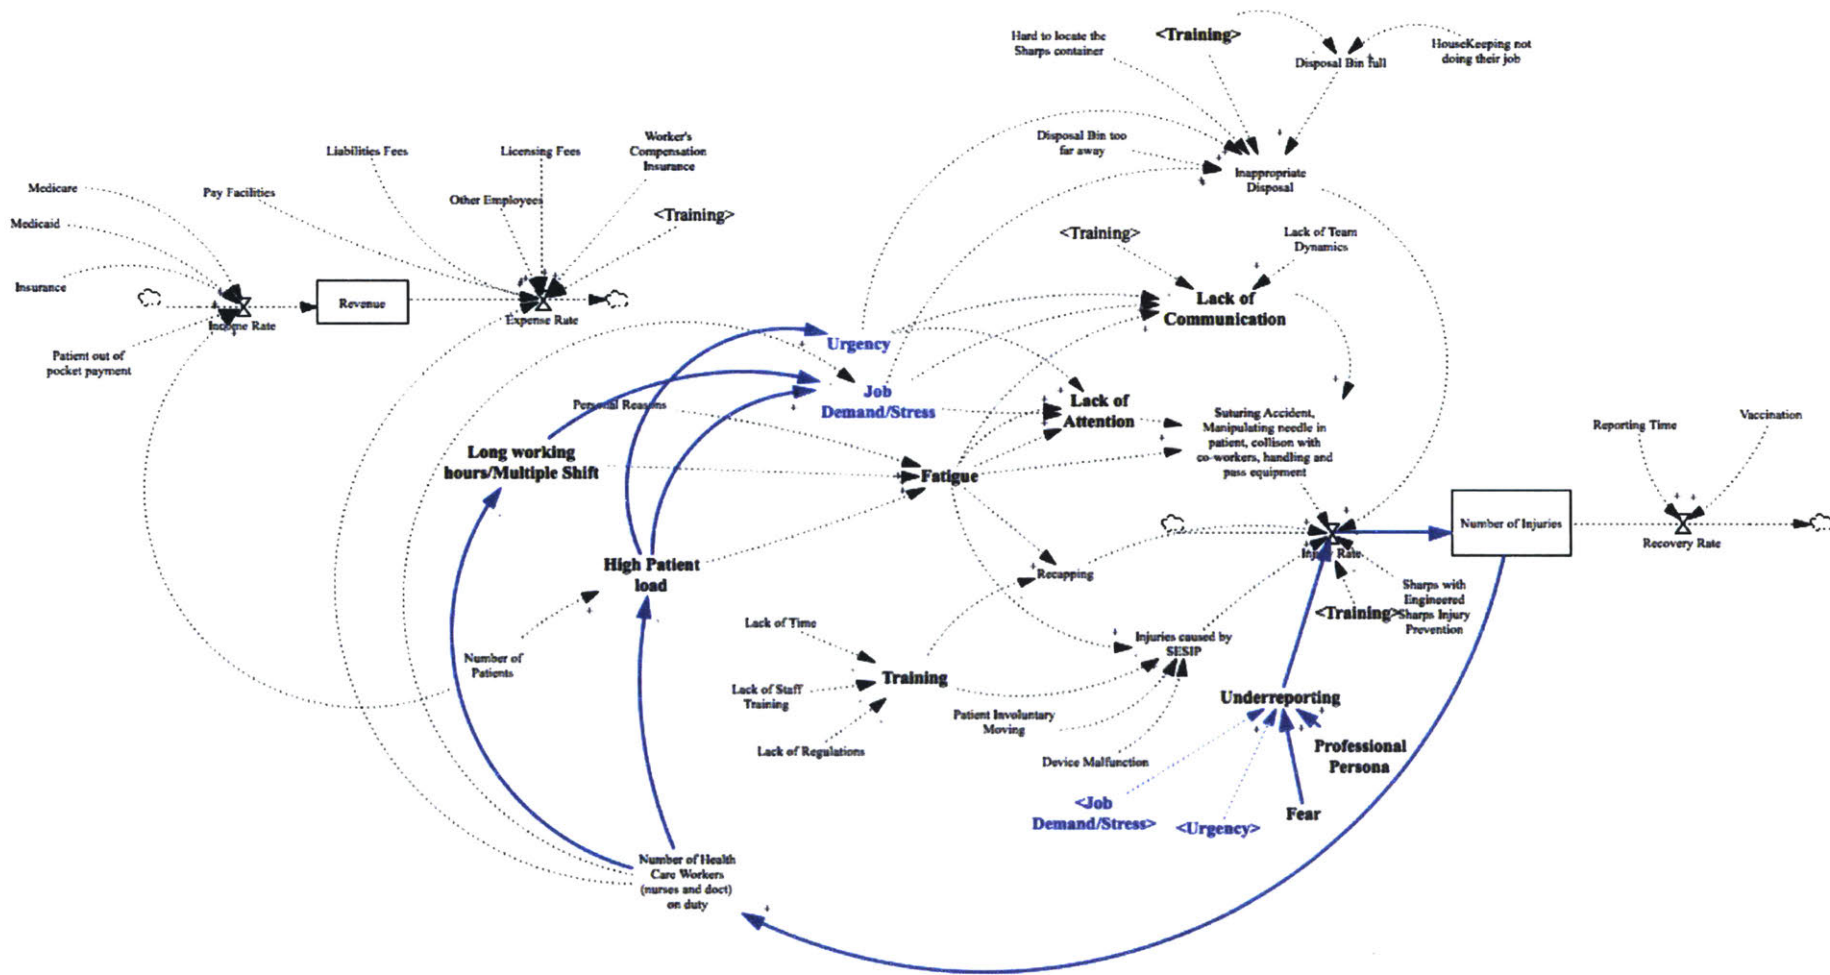 Hard to locate the
Sharps container
<Training>
Disposal Bin full
HouseKeeping not
doing their job
Disposal Bin too
far away
Inappropriate
Disposal
Liabilities Fees
Licensing Fees
Worker's
Compensation
Insurance
Medicare
Pay Facilities
Other Employees
<Training>
Medicaid
Insurance
Revenue
Income Rate
Expense Rate
Patient out of
pocket payment
<Training>
Lack of Team
Dynamics
Lack of
Communication
Urgency
Job
Demand/Stress
Personal Reasons
Lack of
Attention
Long working
hours/Multiple Shift
Fatigue
Suturing Accident,
Manipulating needle in
patient, collison with
co-workers, handling and
pass equipment
Reporting Time
Vaccination
Number of Injuries
Recovery Rate
Injury Rate
High Patient
load
Recapping
<Training>
Sharps with
Engineered
Sharps Injury
Prevention
Number of
Patients
Lack of Time
Lack of Staff
Training
Lack of Regulations
Training
Injuries caused by
SESIP
Patient Involuntary
Moving
Device Malfunction
Underreporting
Professional
Persona
Fear
<Job
Demand/Stress>
<Urgency>
Number of Health
Care Workers
(nurses and doct)
on duty